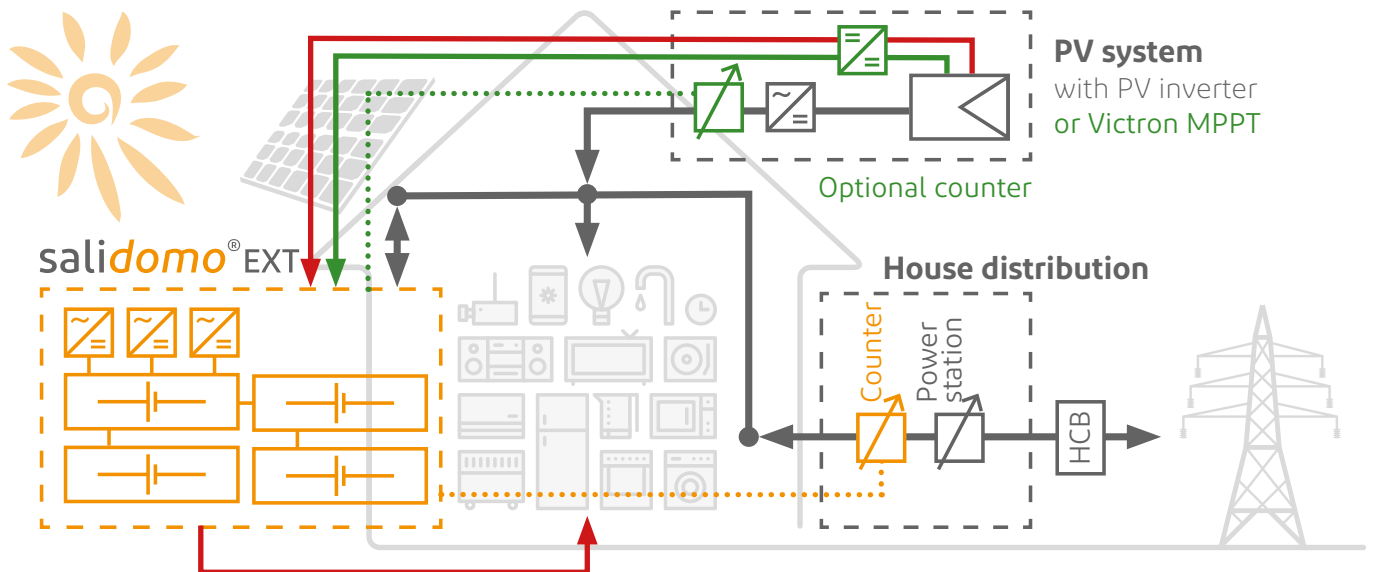 PV system
with PV inverter
or Victron MPPT
Optional counter
salidomo® EXT
House distribution
Counter
Power
station
HCB